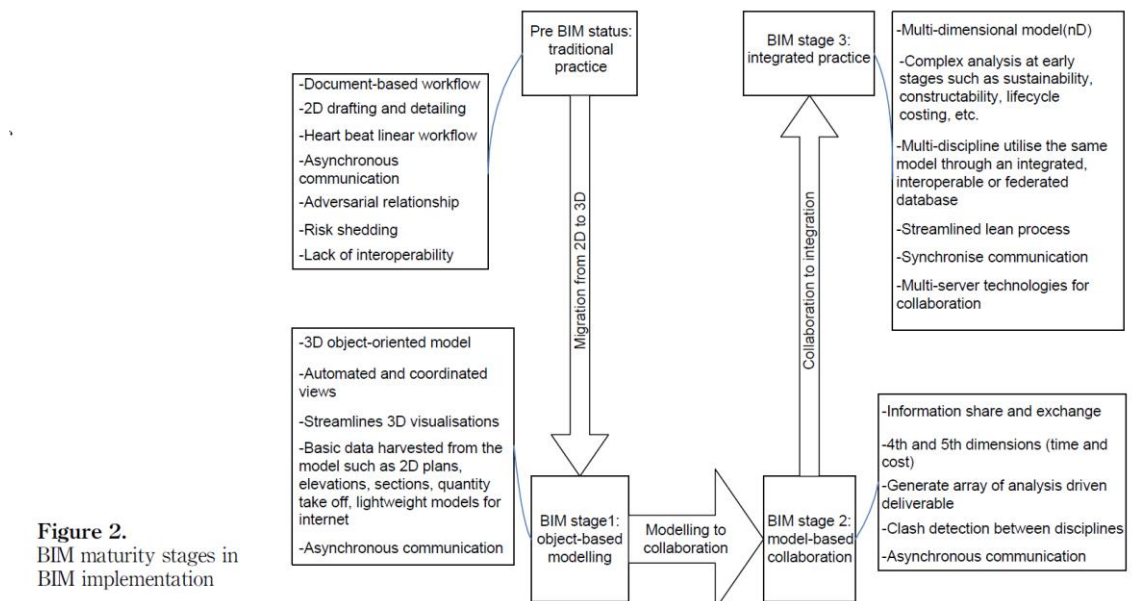 Pre BIM status:
traditional
practice
-Document-based workflow
-2D drafting and detailing
-Heart beat linear workflow
-Asynchronous
communication
-Adversarial relationship
-Risk shedding
-Lack of interoperability
Migration from 2D to 3D
-3D object-oriented model
-Automated and coordinated
views
-Streamlines 3D visualisations
-Basic data harvested from the
model such as 2D plans,
elevations, sections, quantity
take off, lightweight models for
internet
-Asynchronous communication
BIM stage1:
object-based
modelling
Modelling to
collaboration
BIM stage 2:
model-based
collaboration
-Information share and exchange
-4th and 5th dimensions (time and
cost)
-Generate array of analysis driven
deliverable
-Clash detection between disciplines
-Asynchronous communication
Collaboration to integration
BIM stage 3:
integrated practice
-Multi-dimensional model(nD)
-Complex analysis at early
stages such as sustainability,
constructability, lifecycle
costing, etc.
-Multi-discipline utilise the same
model through an integrated,
interoperable or federated
database
-Streamlined lean process
-Synchronise communication
-Multi-server technologies for
collaboration
Figure 2.
BIM maturity stages in
BIM implementation